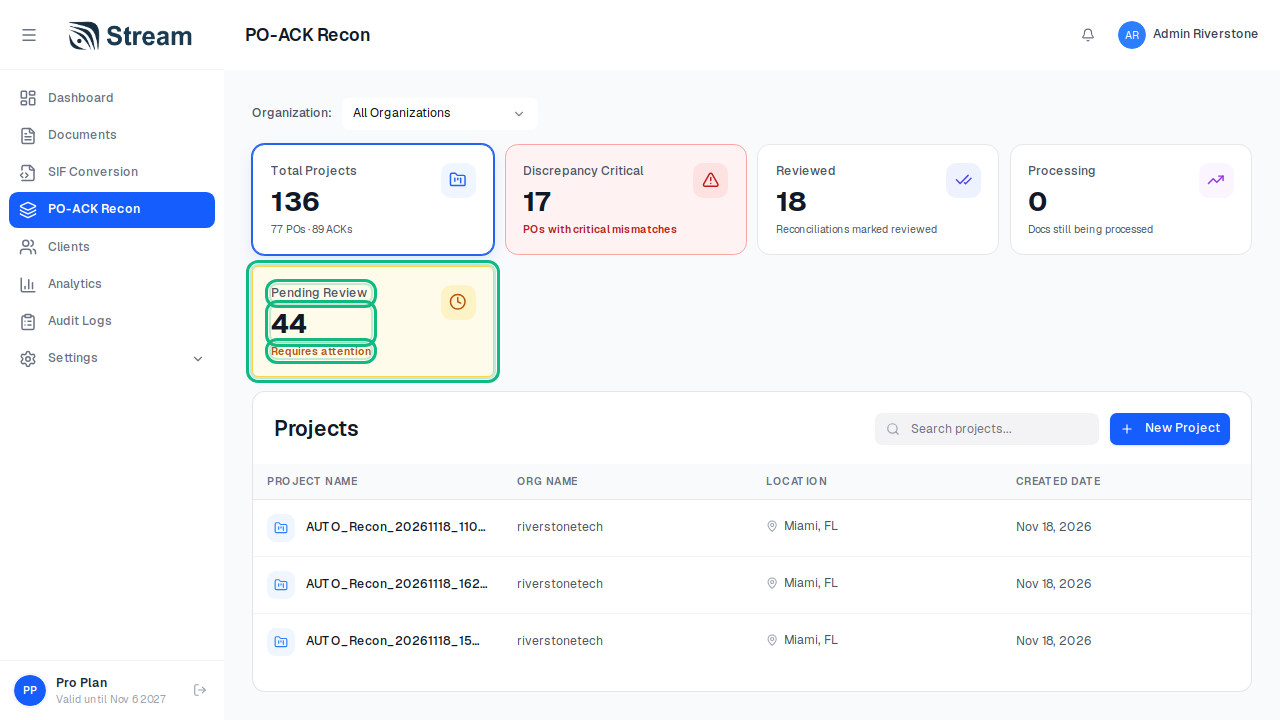 Stream
PO-ACK Recon
AR
Admin Riverstone
Dashboard
Documents
SIF Conversion
PO-ACK Recon
Clients
Analytics
Audit Logs
Settings
Organization:
All Organizations
Total Projects
136
77 POs · 89 ACKs
Discrepancy Critical
17
POs with critical mismatches
Reviewed
18
Reconciliations marked reviewed
Processing
0
Docs still being processed
Pending Review
44
Requires attention
Projects
Search projects...
New Project
PROJECT NAME
ORG NAME
LOCATION
CREATED DATE
AUTO_Recon_20261118_110...
riverstonetech
Miami, FL
Nov 18, 2026
AUTO_Recon_20261118_162...
riverstonetech
Miami, FL
Nov 18, 2026
AUTO_Recon_20261118_15...
riverstonetech
Miami, FL
Nov 18, 2026
PP
Pro Plan
Valid until Nov 6 2027